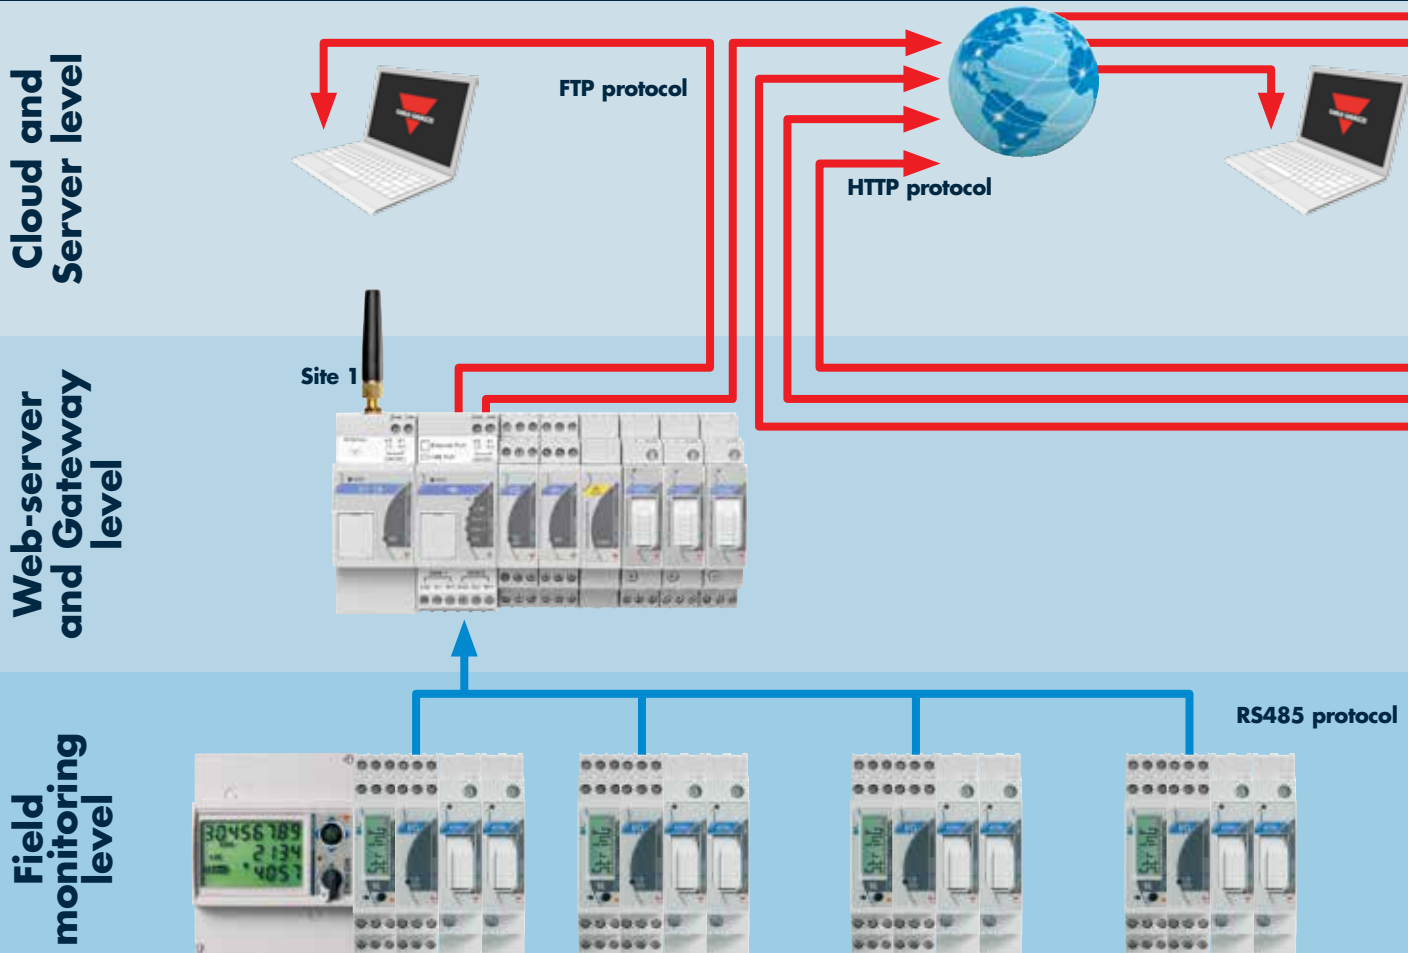 Cloud and
Server level
FTP protocol
HTTP protocol
Site 1
Web-server
and Gateway
level
RS485 protocol
Field
monitoring
level
30456789
2134
4057